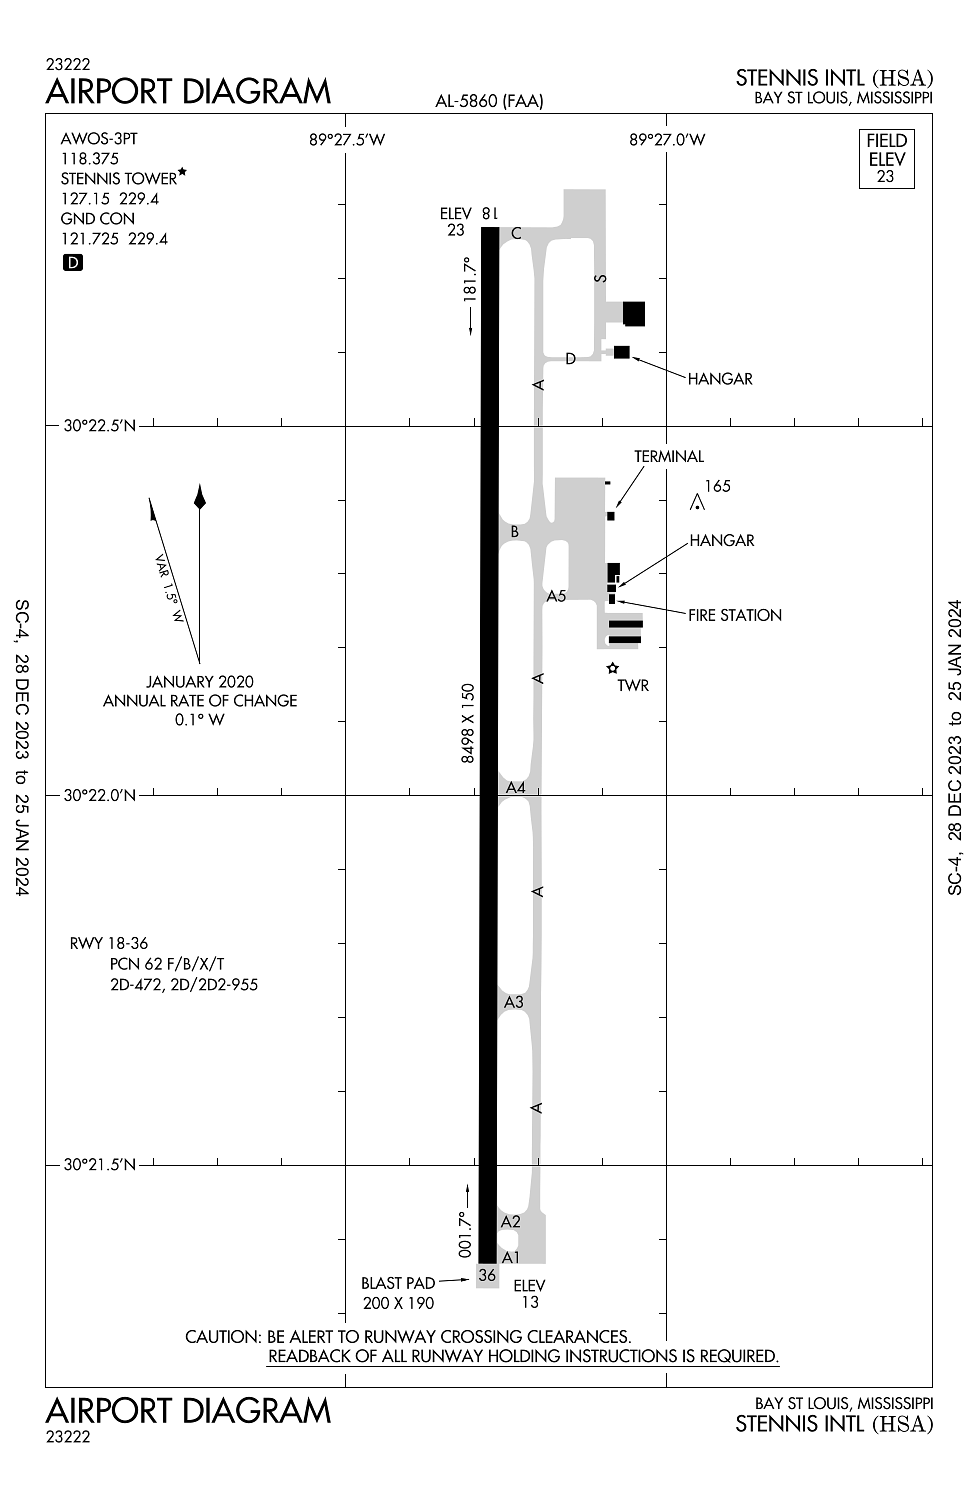 23222
AIRPORT DIAGRAM
AL-5860 (FAA)
STENNIS INTL (HSA)
BAY ST LOUIS, MISSISSIPPI
AWOS-3PT
118.375
STENNIS TOWER★
127.15 229.4
GND CON
121.725 229.4
D
89°27.5'W
89°27.0'W
FIELD
ELEV
23
ELEV
23
18
C
S
181.7°
D
HANGAR
A
30°22.5'N
TERMINAL
165
B
HANGAR
A5
FIRE STATION
VAR 1.5° W
JANUARY 2020
ANNUAL RATE OF CHANGE
0.1° W
A
TWR
8498 X 150
A4
30°22.0'N
A
RWY 18-36
PCN 62 F/B/X/T
2D-472, 2D/2D2-955
A3
A
30°21.5'N
001.7°
A2
A1
36
BLAST PAD
200 X 190
ELEV
13
CAUTION: BE ALERT TO RUNWAY CROSSING CLEARANCES.
READBACK OF ALL RUNWAY HOLDING INSTRUCTIONS IS REQUIRED.
SC-4, 28 DEC 2023 to 25 JAN 2024
SC-4, 28 DEC 2023 to 25 JAN 2024
AIRPORT DIAGRAM
23222
BAY ST LOUIS, MISSISSIPPI
STENNIS INTL (HSA)